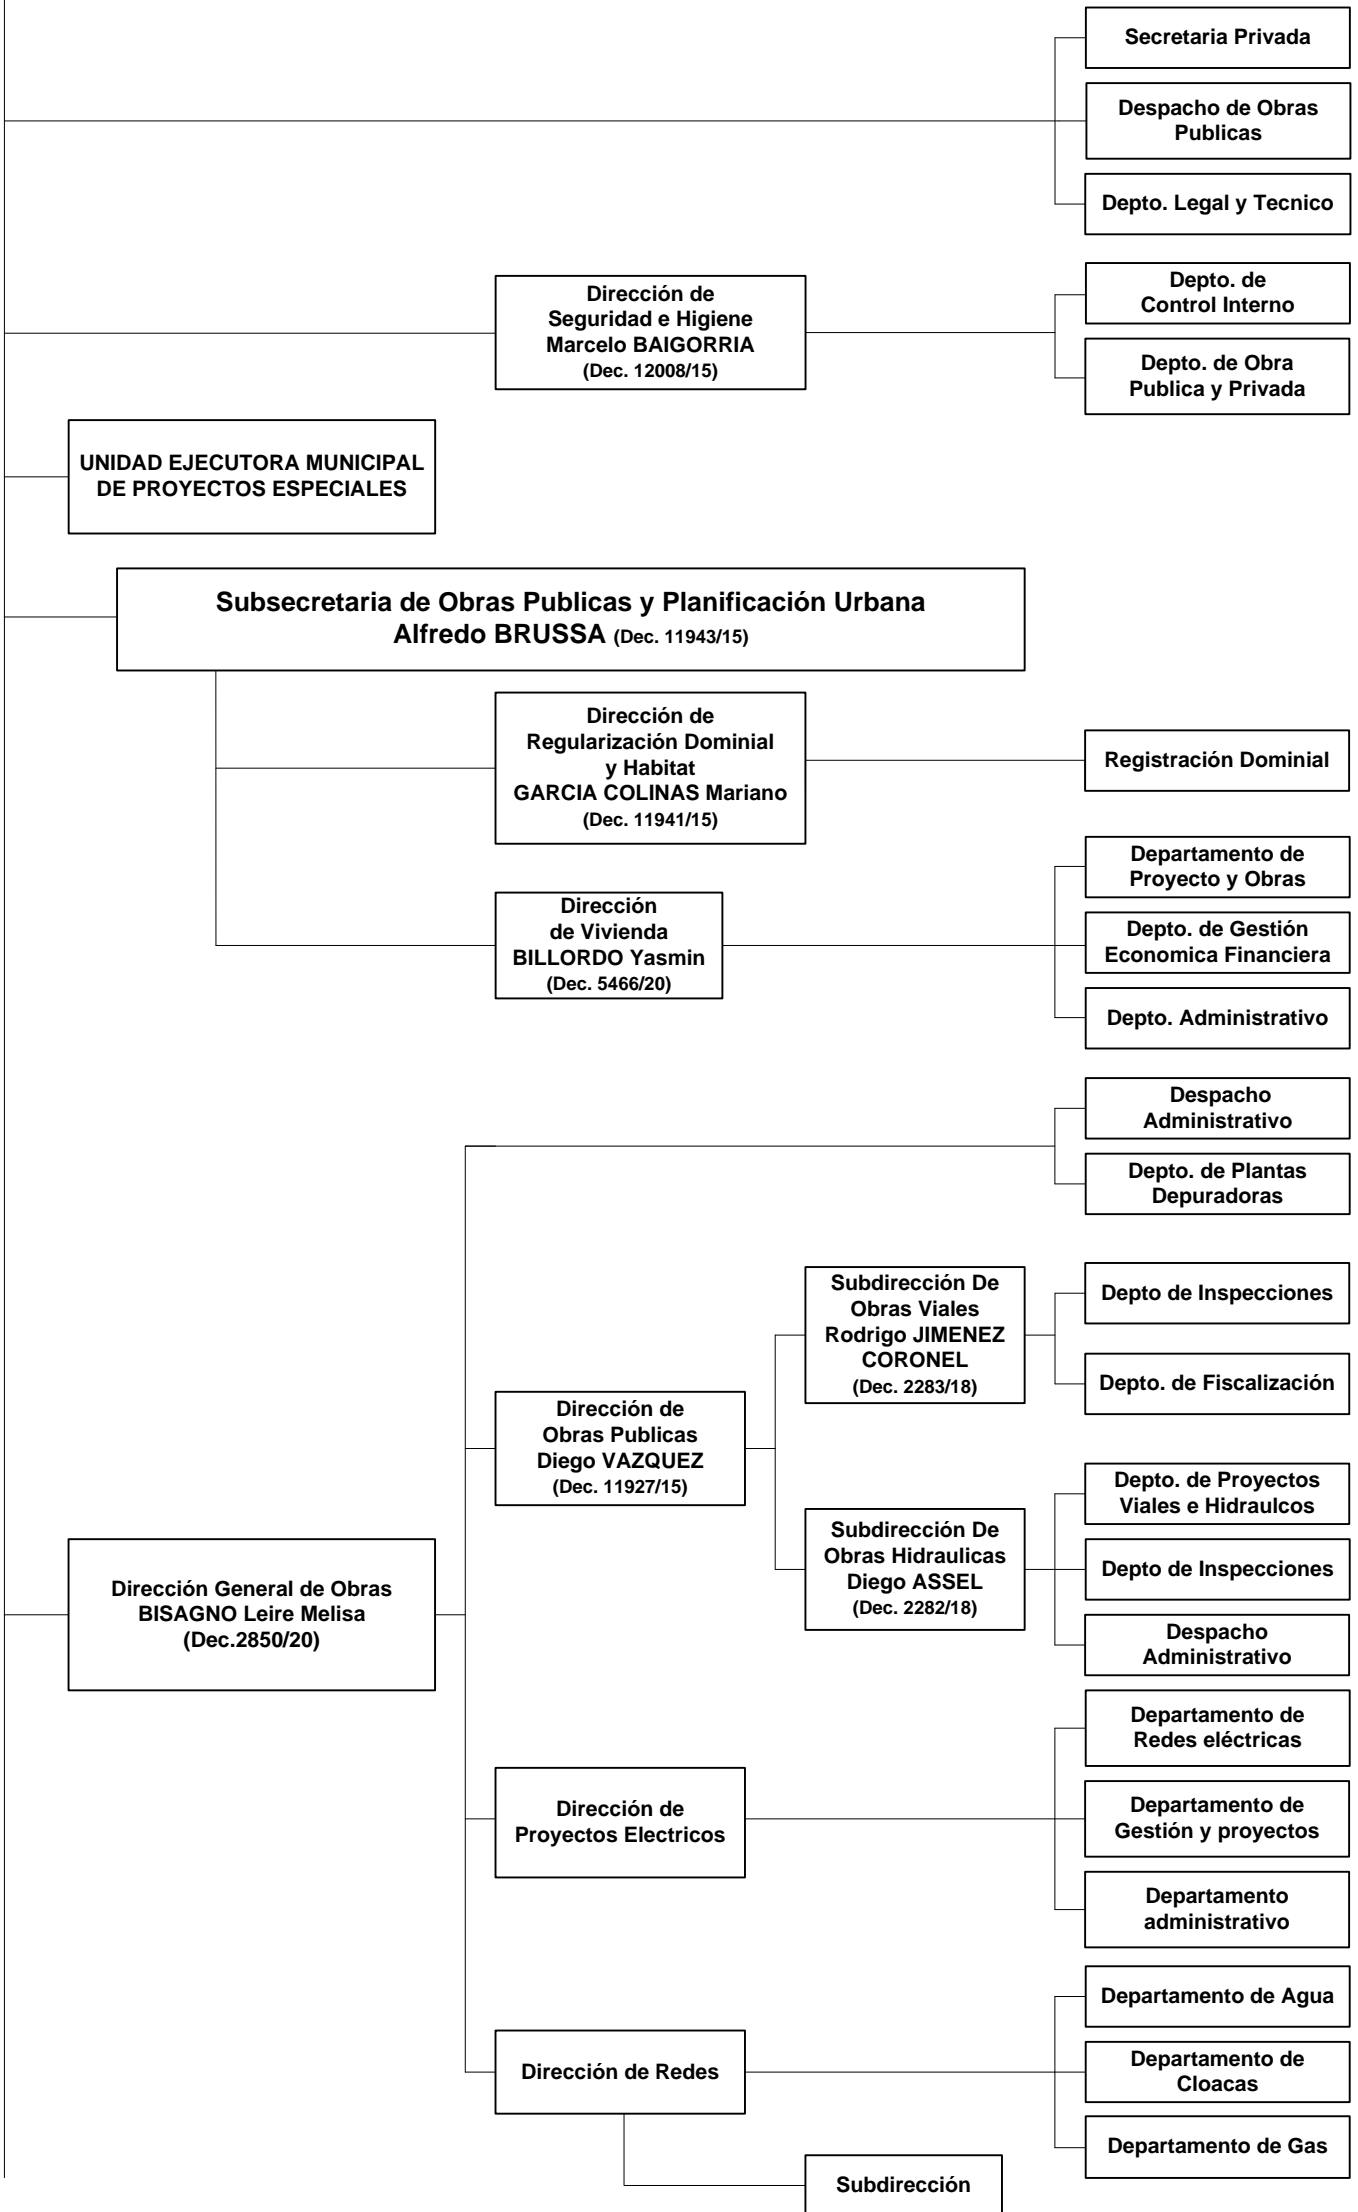 Secretaria Privada
Despacho de Obras
Publicas
Depto. Legal y Tecnico
Dirección de
Seguridad e Higiene
Marcelo BAIGORRIA
(Dec. 12008/15)
Depto. de
Control Interno
Depto. de Obra
Publica y Privada
UNIDAD EJECUTORA MUNICIPAL
DE PROYECTOS ESPECIALES
Subsecretaria de Obras Publicas y Planificación Urbana
Alfredo BRUSSA (Dec. 11943/15)
Dirección de
Regularización Dominial
y Habitat
GARCIA COLINAS Mariano
(Dec. 11941/15)
Registración Dominial
Dirección
de Vivienda
BILLORDO Yasmin
(Dec. 5466/20)
Departamento de
Proyecto y Obras
Depto. de Gestión
Economica Financiera
Depto. Administrativo
Despacho
Administrativo
Depto. de Plantas
Depuradoras
Dirección General de Obras
BISAGNO Leire Melisa
(Dec.2850/20)
Dirección de
Obras Publicas
Diego VAZQUEZ
(Dec. 11927/15)
Subdirección De
Obras Viales
Rodrigo JIMENEZ
CORONEL
(Dec. 2283/18)
Depto de Inspecciones
Depto. de Fiscalización
Subdirección De
Obras Hidraulicas
Diego ASSEL
(Dec. 2282/18)
Depto. de Proyectos
Viales e Hidraulcos
Depto de Inspecciones
Despacho
Administrativo
Dirección de
Proyectos Electricos
Departamento de
Redes eléctricas
Departamento de
Gestión y proyectos
Departamento
administrativo
Dirección de Redes
Departamento de Agua
Departamento de
Cloacas
Departamento de Gas
Subdirección